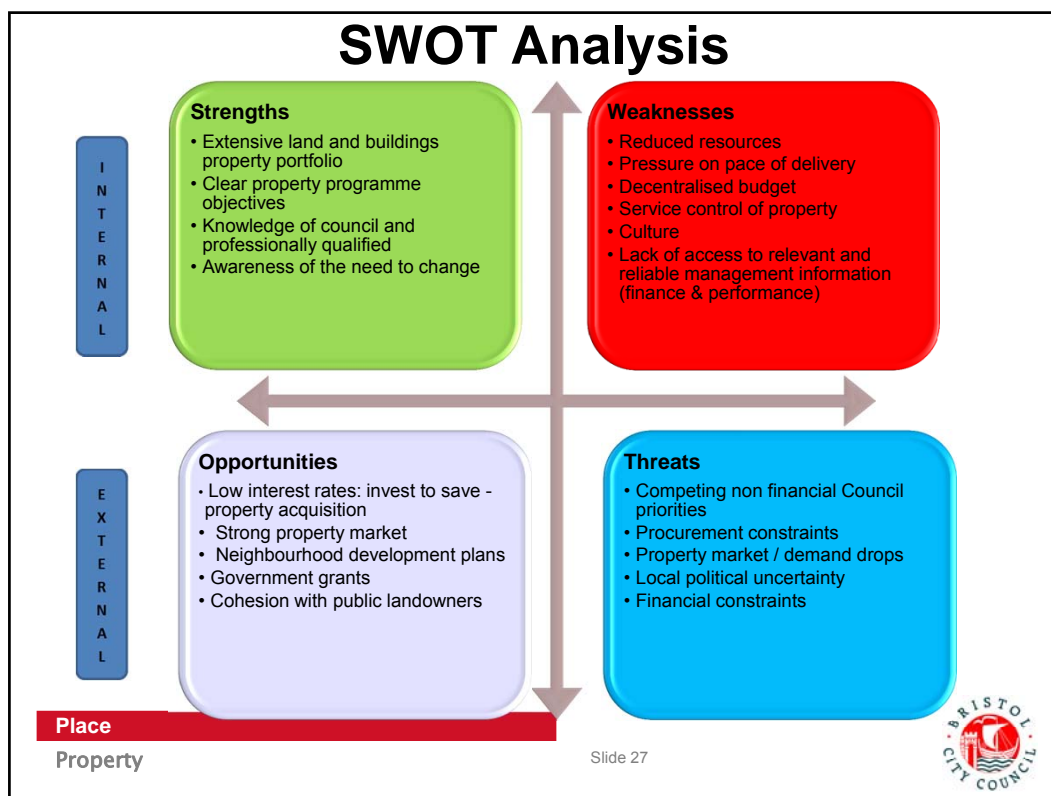 SWOT Analysis
INTERNAL
Strengths
• Extensive land and buildings
property portfolio
• Clear property programme
objectives
• Knowledge of council and
professionally qualified
• Awareness of the need to change
Weaknesses
• Reduced resources
• Pressure on pace of delivery
• Decentralised budget
• Service control of property
• Culture
• Lack of access to relevant and
reliable management information
(finance & performance)
EXTERNAL
Opportunities
• Low interest rates: invest to save -
property acquisition
• Strong property market
• Neighbourhood development plans
• Government grants
• Cohesion with public landowners
Threats
• Competing non financial Council
priorities
• Procurement constraints
• Property market / demand drops
• Local political uncertainty
• Financial constraints
Place
Property
Slide 27
BRISTOL
CITY COUNCIL